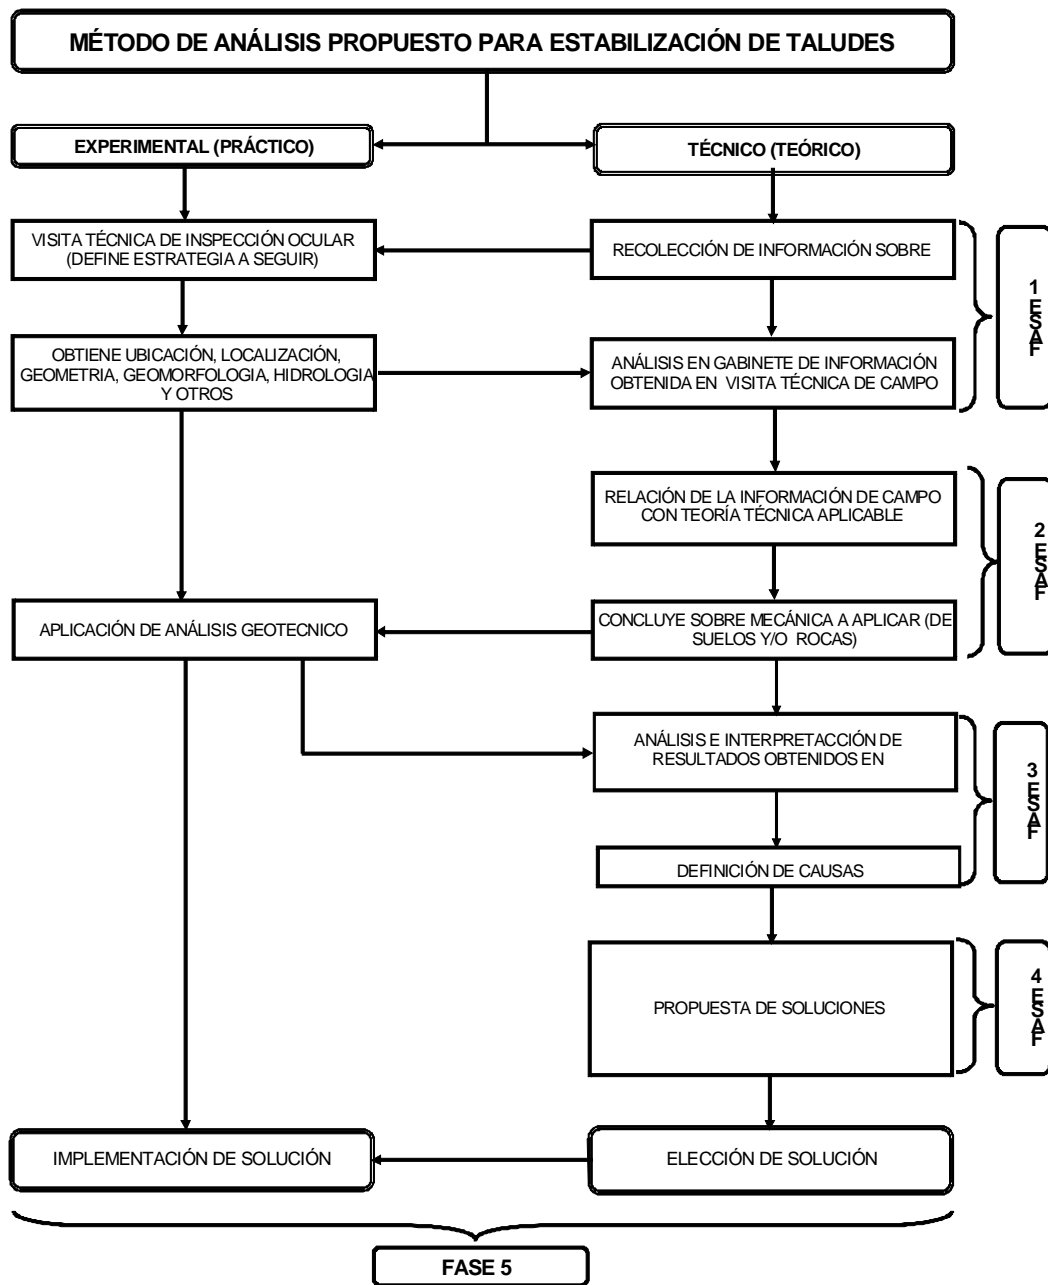 MÉTODO DE ANÁLISIS PROPUESTO PARA ESTABILIZACIÓN DE TALUDES
EXPERIMENTAL (PRÁCTICO)
TÉCNICO (TEÓRICO)
VISITA TÉCNICA DE INSPECCIÓN OCULAR
(DEFINE ESTRATEGIA A SEGUIR)
RECOLECCIÓN DE INFORMACIÓN SOBRE
FASE 1
OBTIENE UBICACIÓN, LOCALIZACIÓN,
GEOMETRIA, GEOMORFOLOGIA, HIDROLOGIA
Y OTROS
ANÁLISIS EN GABINETE DE INFORMACIÓN
OBTENIDA EN VISITA TÉCNICA DE CAMPO
RELACIÓN DE LA INFORMACIÓN DE CAMPO
CON TEORÍA TÉCNICA APLICABLE
FASE 2
APLICACIÓN DE ANÁLISIS GEOTECNICO
CONCLUYE SOBRE MECÁNICA A APLICAR (DE
SUELOS Y/O ROCAS)
ANÁLISIS E INTERPRETACCIÓN DE
RESULTADOS OBTENIDOS EN
FASE 3
DEFINICIÓN DE CAUSAS
PROPUESTA DE SOLUCIONES
FASE 4
IMPLEMENTACIÓN DE SOLUCIÓN
ELECCIÓN DE SOLUCIÓN
FASE 5